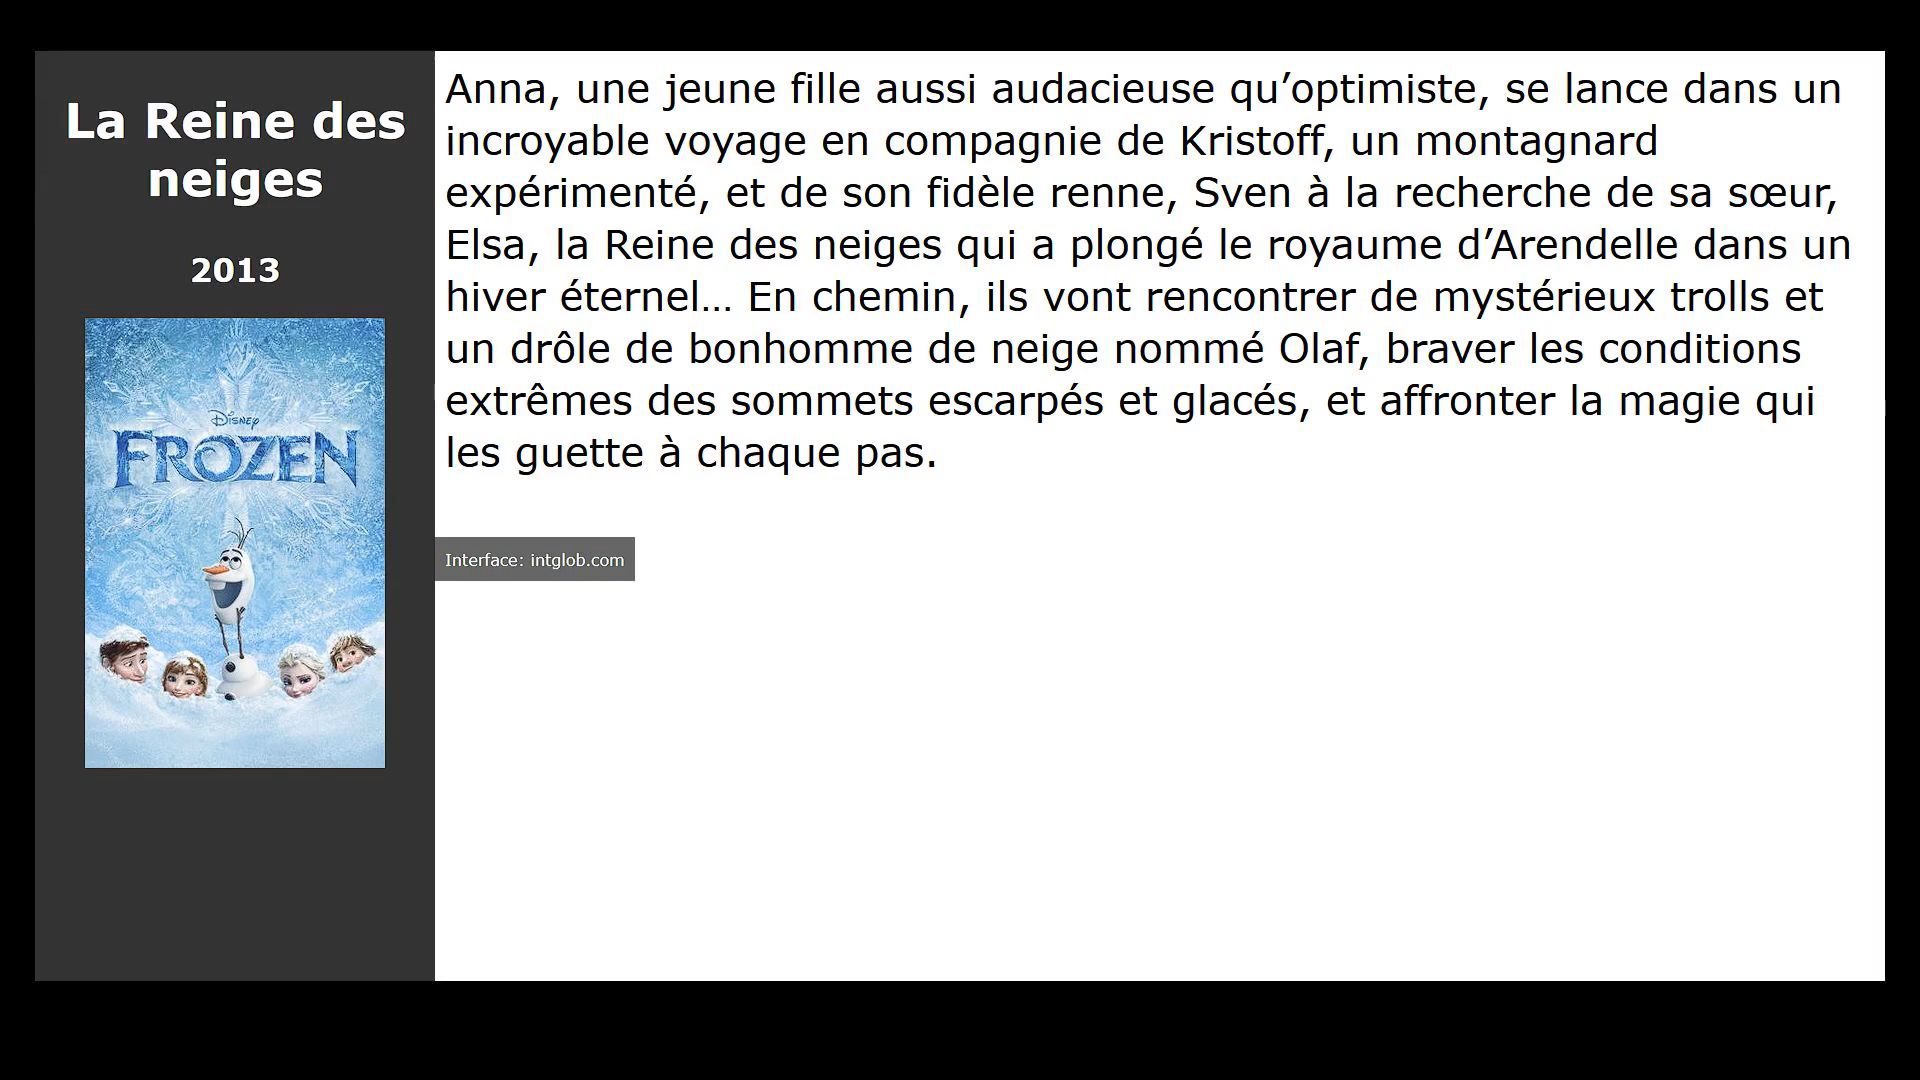 La Reine des
neiges
2013
DISNEY
FROZEN
Anna, une jeune fille aussi audacieuse qu’optimiste, se lance dans un
incroyable voyage en compagnie de Kristoff, un montagnard
expérimenté, et de son fidèle renne, Sven à la recherche de sa sœur,
Elsa, la Reine des neiges qui a plongé le royaume d’Arendelle dans un
hiver éternel… En chemin, ils vont rencontrer de mystérieux trolls et
un drôle de bonhomme de neige nommé Olaf, braver les conditions
extrêmes des sommets escarpés et glacés, et affronter la magie qui
les guette à chaque pas.
Interface: intglob.com